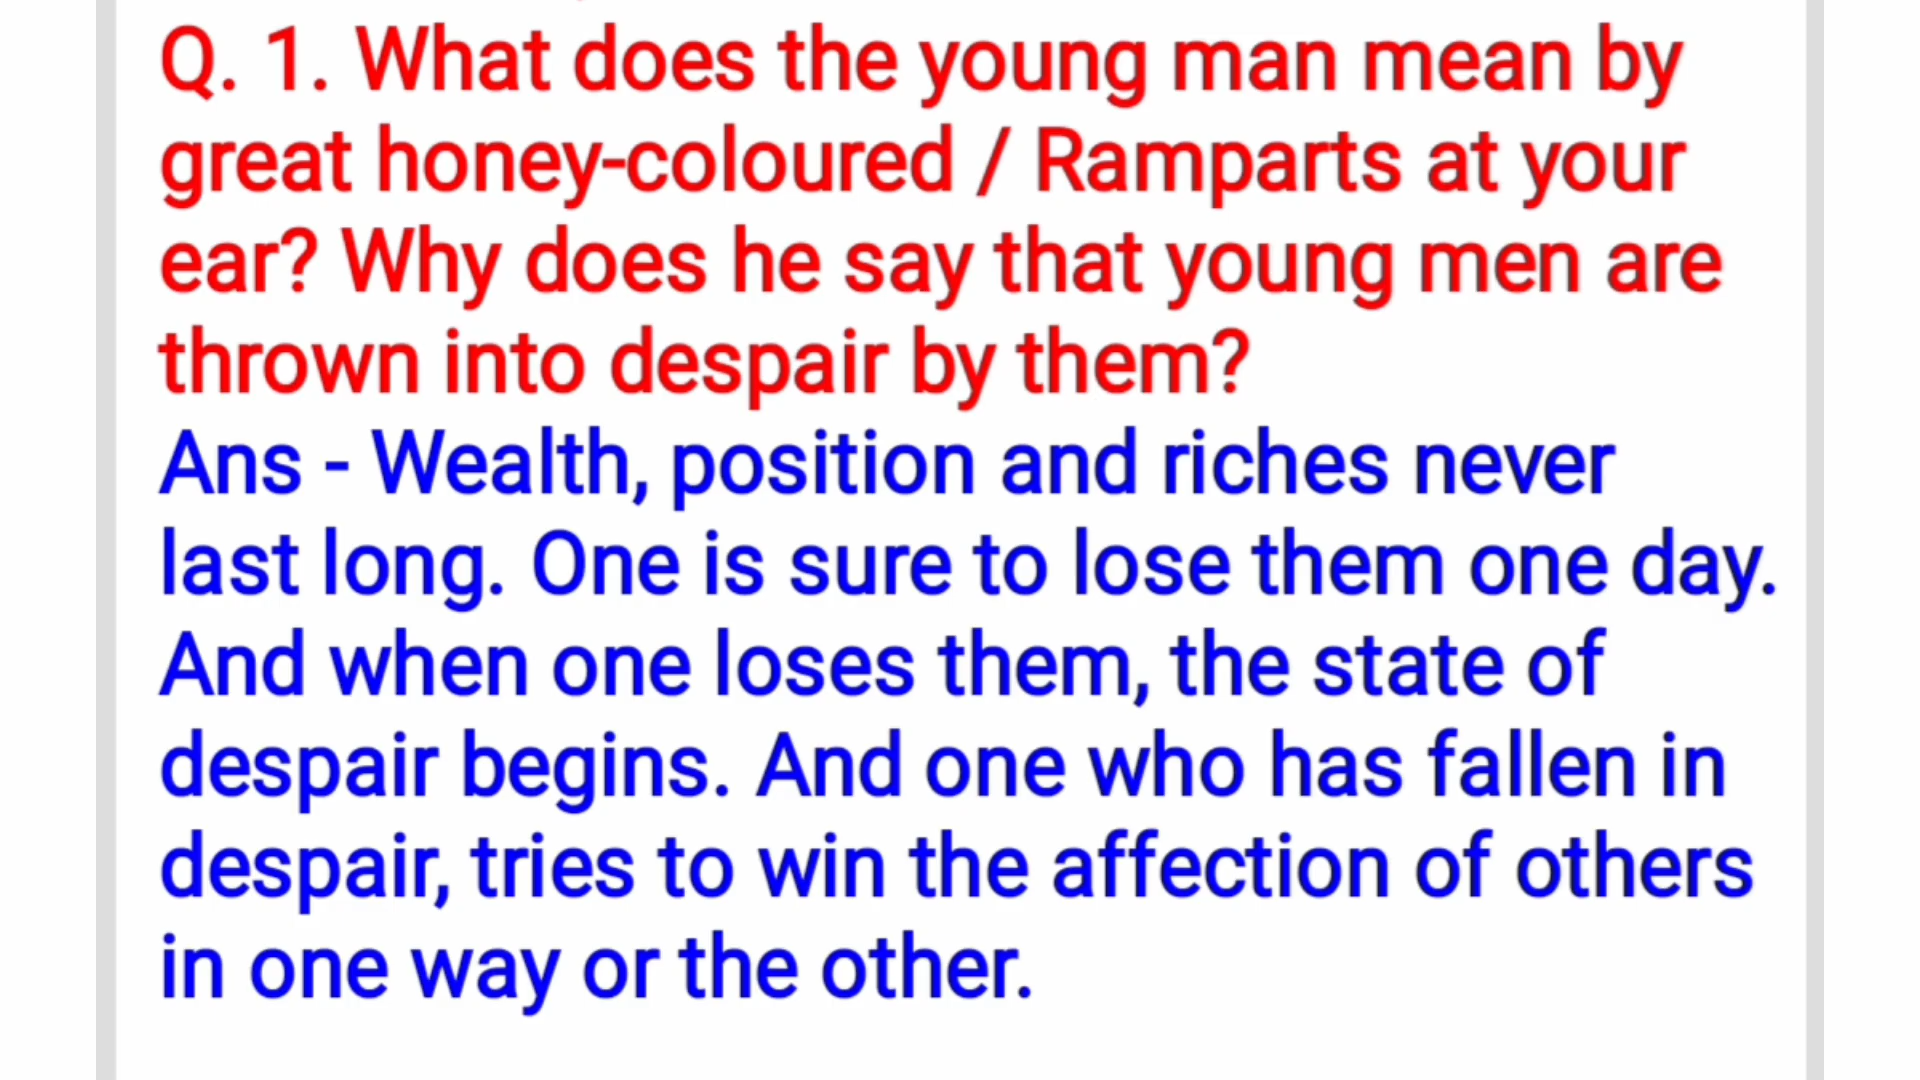 Q. 1. What does the young man mean by
great honey-coloured / Ramparts at your
ear? Why does he say that young men are
thrown into despair by them?
Ans - Wealth, position and riches never
last long. One is sure to lose them one day.
And when one loses them, the state of
despair begins. And one who has fallen in
despair, tries to win the affection of others
in one way or the other.